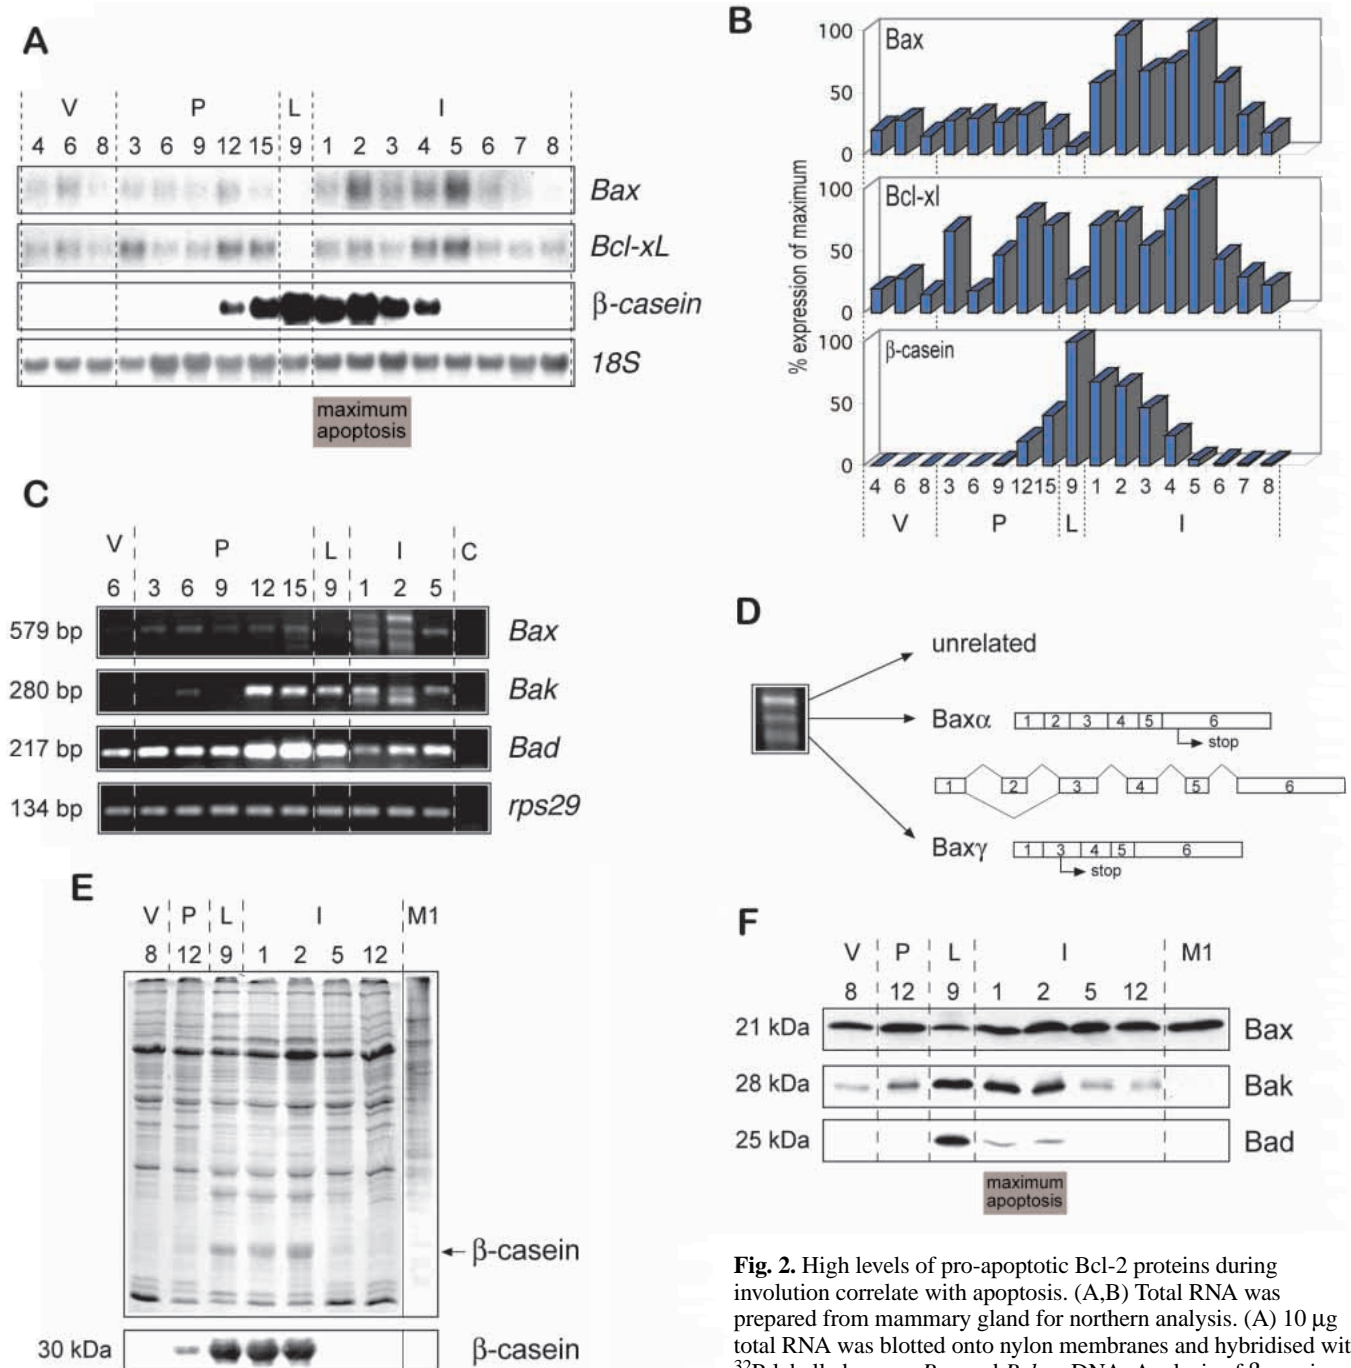 A
V P L I
4 6 8 3 6 9 12 15 9 1 2 3 4 5 6 7 8
Bax
Bcl-xL
β-casein
18S
maximum
apoptosis
B
% expression of maximum
100
50
0
Bax
100
50
0
Bcl-xl
100
50
0
β-casein
4 6 8 3 6 9 12 15 9 1 2 3 4 5 6 7 8
V P L I
C
V P L I C
6 3 6 9 12 15 9 1 2 5
579 bp Bax
280 bp Bak
217 bp Bad
134 bp rps29
D
unrelated
Baxα 1 2 3 4 5 6
stop
1 2 3 4 5 6
Baxγ 1 3 4 5 6
stop
E
V P L I M1
8 12 9 1 2 5 12
β-casein
30 kDa β-casein
F
V P L I M1
8 12 9 1 2 5 12
21 kDa Bax
28 kDa Bak
25 kDa Bad
maximum
apoptosis
Fig. 2. High levels of pro-apoptotic Bcl-2 proteins during
involution correlate with apoptosis. (A,B) Total RNA was
prepared from mammary gland for northern analysis. (A) 10 μg
total RNA was blotted onto nylon membranes and hybridised wit